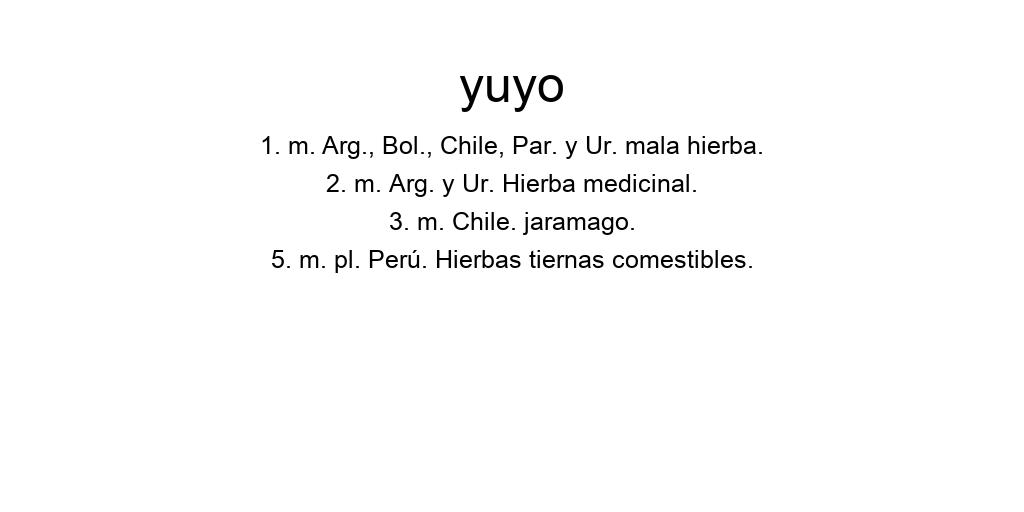 yuyo
1. m. Arg., Bol., Chile, Par. y Ur. mala hierba.
2. m. Arg. y Ur. Hierba medicinal.
3. m. Chile. jaramago.
5. m. pl. Perú. Hierbas tiernas comestibles.